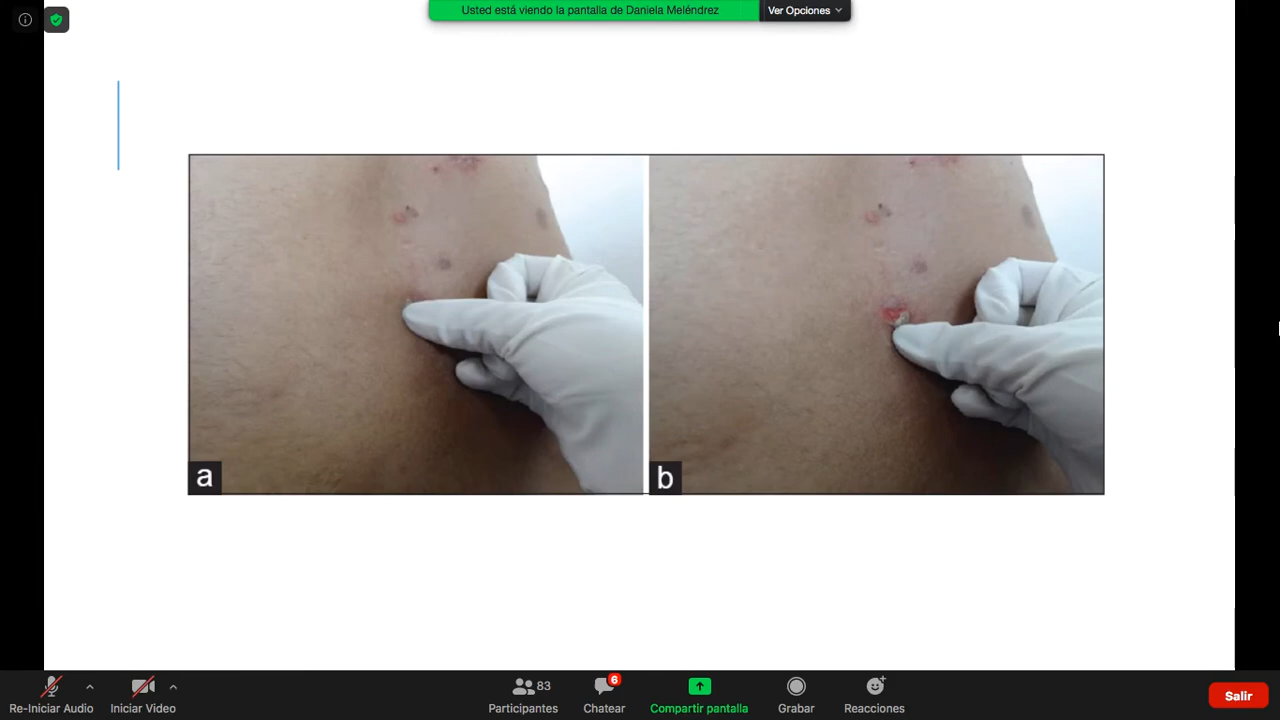 Usted está viendo la pantalla de Daniela Meléndrez
Ver Opciones
a
b
Re-Iniciar Audio
Iniciar Video
83
Participantes
6
Chatear
Compartir pantalla
Grabar
Reacciones
Salir